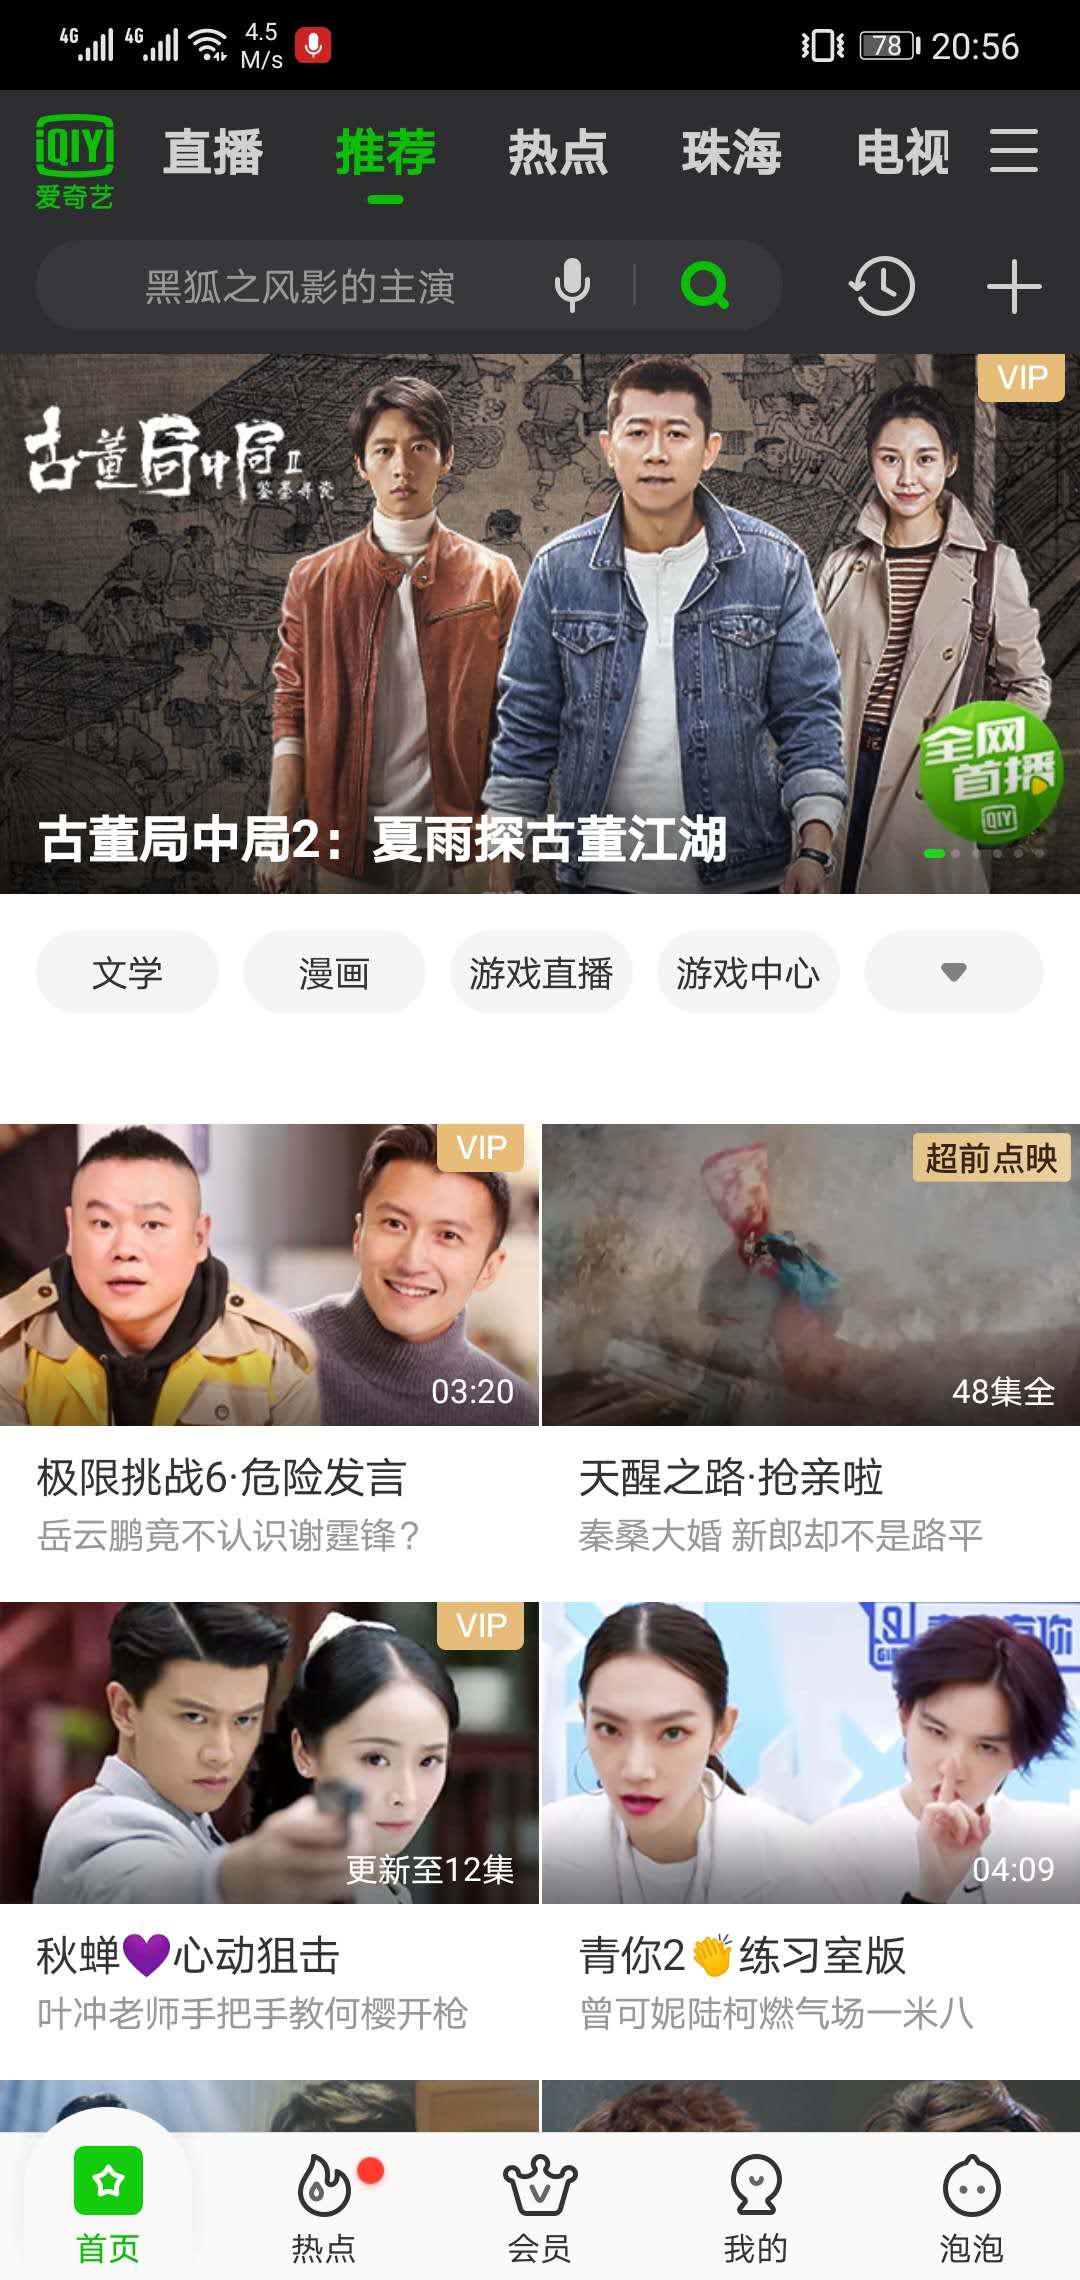 4G 4G 4.5 M/s 78 20:56
iQIYI 爱奇艺
直播 推荐 热点 珠海 电视
黑狐之风影的主演
VIP
古董局中局II
鉴墨寻瓷
全网首播
iQIYI
古董局中局2：夏雨探古董江湖
文学 漫画 游戏直播 游戏中心
VIP
03:20
极限挑战6·危险发言
岳云鹏竟不认识谢霆锋？
超前点映
48集全
天醒之路·抢亲啦
秦桑大婚 新郎却不是路平
VIP
更新至12集
秋蝉💜心动狙击
叶冲老师手把手教何樱开枪
04:09
青你2👏练习室版
曾可妮陆柯燃气场一米八
首页 热点 会员 我的 泡泡